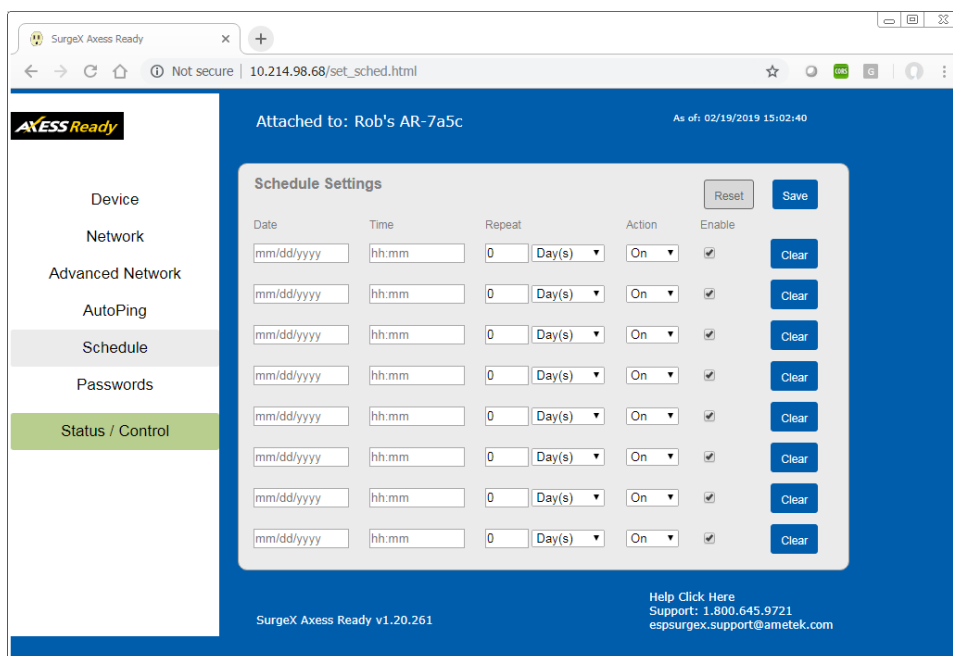 SurgeX Axess Ready
Not secure 10.214.98.68/set_sched.html
CORS G
AXESS Ready
Attached to: Rob's AR-7a5c
As of: 02/19/2019 15:02:40
Device
Network
Advanced Network
AutoPing
Schedule
Passwords
Status / Control
Schedule Settings
Reset Save
Date Time Repeat Action Enable
mm/dd/yyyy hh:mm 0 Day(s) On Clear
mm/dd/yyyy hh:mm 0 Day(s) On Clear
mm/dd/yyyy hh:mm 0 Day(s) On Clear
mm/dd/yyyy hh:mm 0 Day(s) On Clear
mm/dd/yyyy hh:mm 0 Day(s) On Clear
mm/dd/yyyy hh:mm 0 Day(s) On Clear
mm/dd/yyyy hh:mm 0 Day(s) On Clear
mm/dd/yyyy hh:mm 0 Day(s) On Clear
SurgeX Axess Ready v1.20.261
Help Click Here
Support: 1.800.645.9721
espsurgex.support@ametek.com